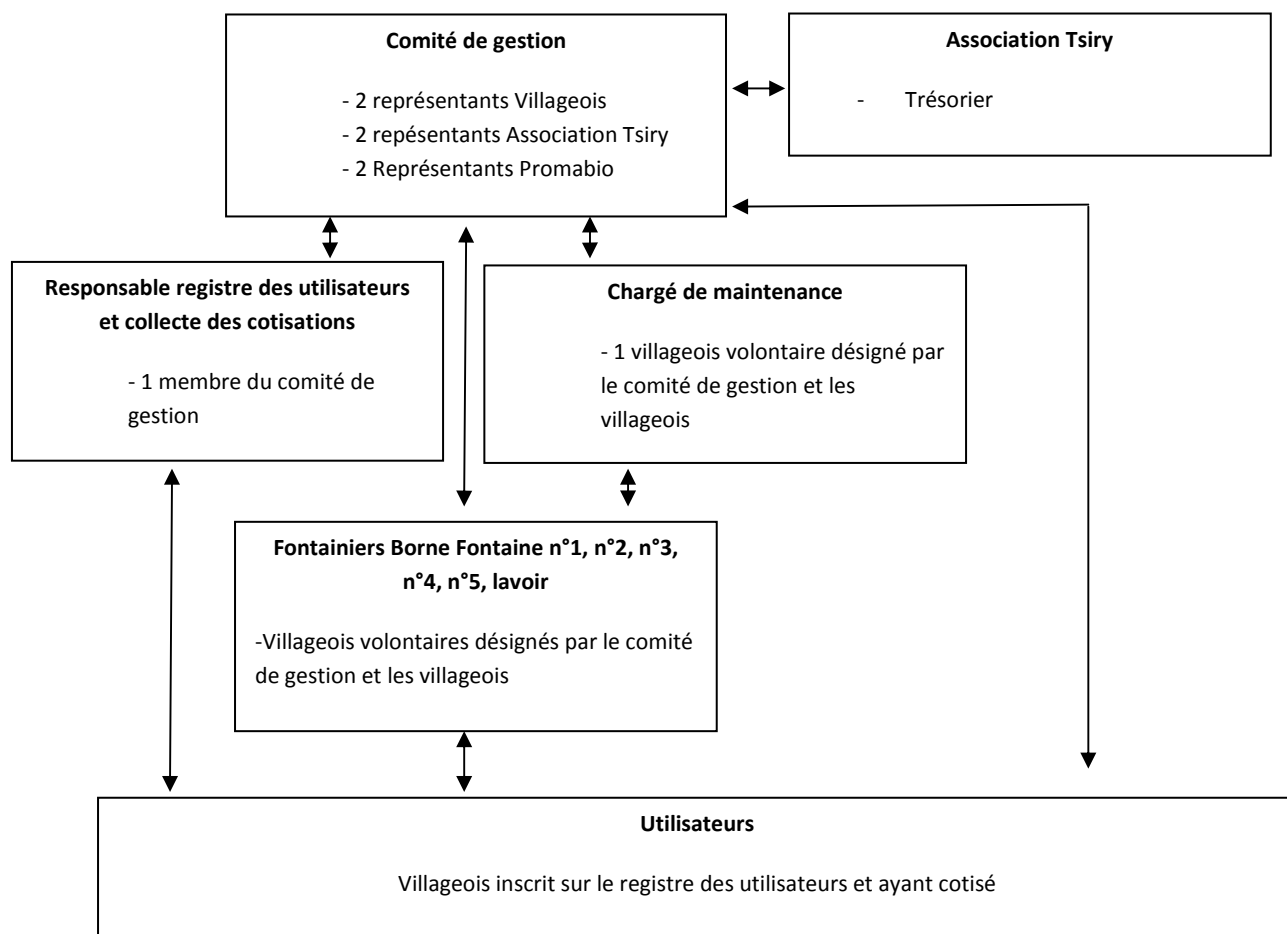 Comité de gestion
- 2 représentants Villageois
- 2 repésentants Association Tsiry
- 2 Représentants Promabio
Association Tsiry
- Trésorier
Responsable registre des utilisateurs
et collecte des cotisations
- 1 membre du comité de
gestion
Chargé de maintenance
- 1 villageois volontaire désigné par
le comité de gestion et les
villageois
Fontainiers Borne Fontaine n°1, n°2, n°3,
n°4, n°5, lavoir
-Villageois volontaires désignés par le comité
de gestion et les villageois
Utilisateurs
Villageois inscrit sur le registre des utilisateurs et ayant cotisé